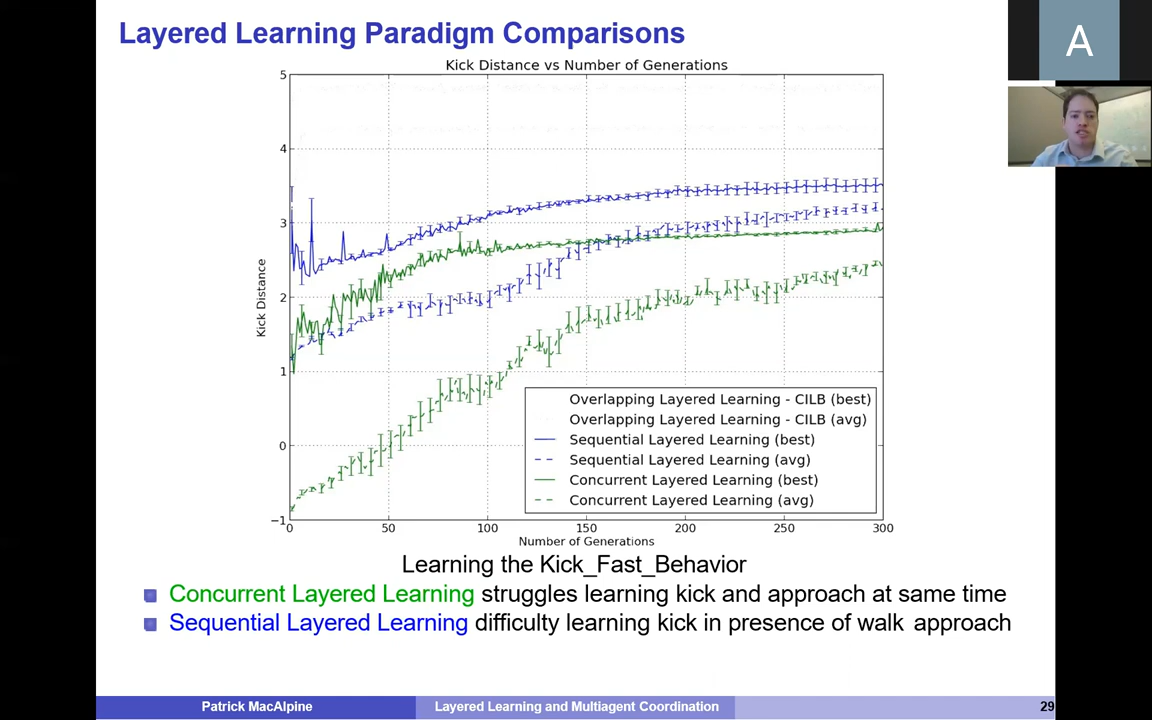 Layered Learning Paradigm Comparisons
A
Kick Distance vs Number of Generations
5
4
3
2
1
0
−1
Kick Distance
0 50 100 150 200 250 300
Number of Generations
Overlapping Layered Learning - CILB (best)
Overlapping Layered Learning - CILB (avg)
Sequential Layered Learning (best)
Sequential Layered Learning (avg)
Concurrent Layered Learning (best)
Concurrent Layered Learning (avg)
Learning the Kick_Fast_Behavior
Concurrent Layered Learning struggles learning kick and approach at same time
Sequential Layered Learning difficulty learning kick in presence of walk approach
Patrick MacAlpine Layered Learning and Multiagent Coordination 29